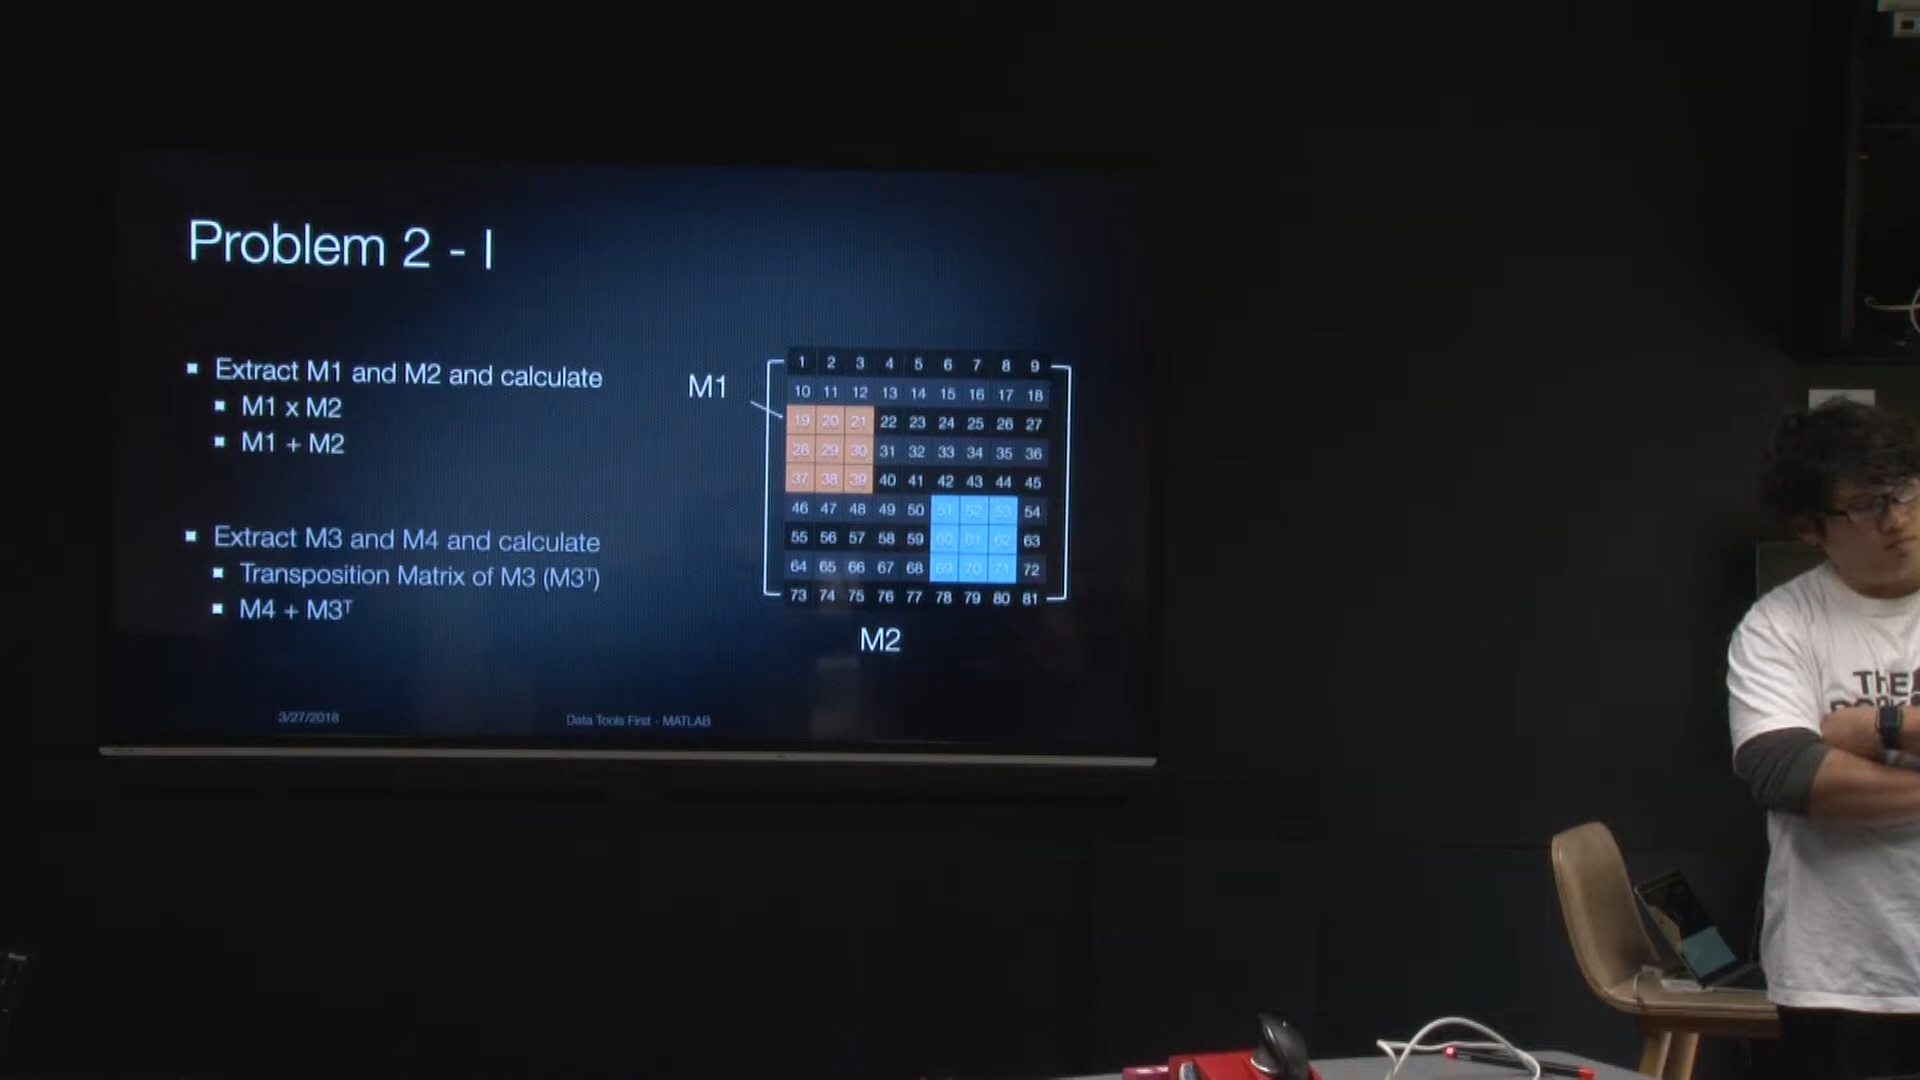 Problem 2 - I
▪ Extract M1 and M2 and calculate
▪ M1 x M2
▪ M1 + M2
▪ Extract M3 and M4 and calculate
▪ Transposition Matrix of M3 (M3ᵀ)
▪ M4 + M3ᵀ
M1
1 2 3 4 5 6 7 8 9
10 11 12 13 14 15 16 17 18
19 20 21 22 23 24 25 26 27
28 29 30 31 32 33 34 35 36
37 38 39 40 41 42 43 44 45
46 47 48 49 50 51 52 53 54
55 56 57 58 59 60 61 62 63
64 65 66 67 68 69 70 71 72
73 74 75 76 77 78 79 80 81
M2
3/27/2018
Data Tools First - MATLAB
THE